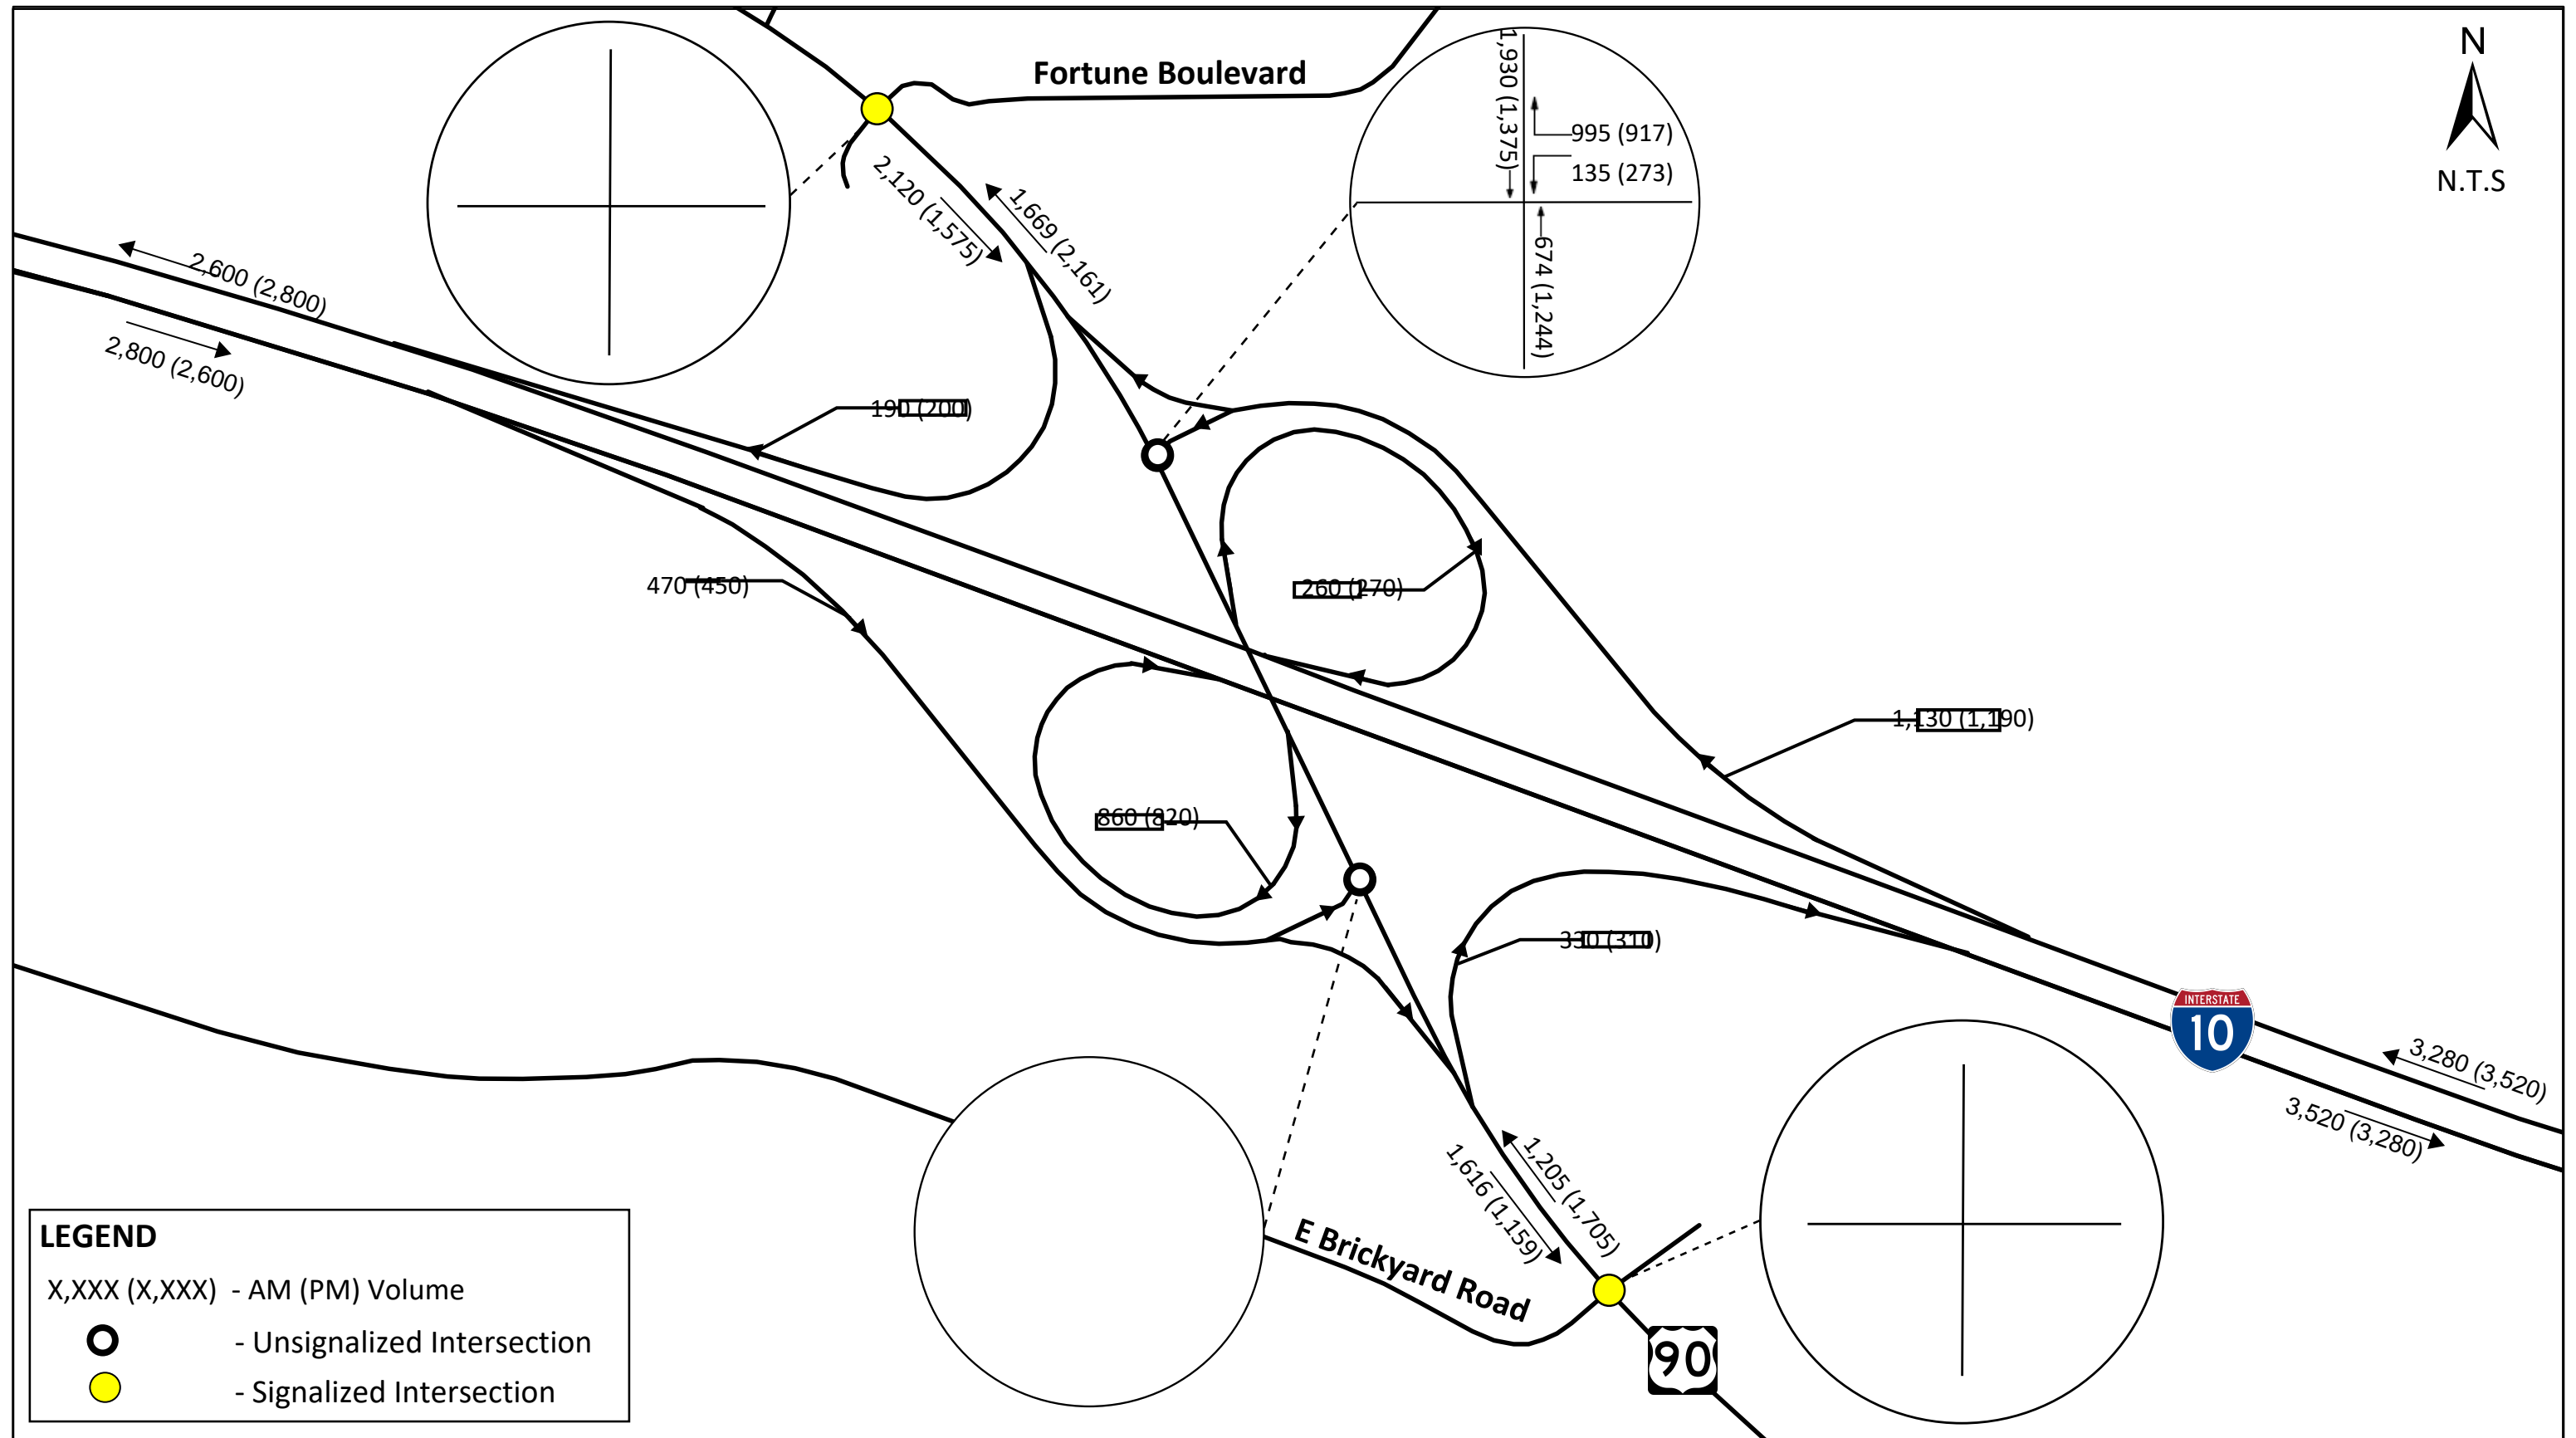 Fortune Boulevard
N
N.T.S
1,930 (1,375)
995 (917)
135 (273)
674 (1,244)
2,120 (1,575)
1,669 (2,161)
2,600 (2,800)
2,800 (2,600)
190 (200)
470 (450)
260 (270)
1,130 (1,190)
860 (820)
330 (310)
INTERSTATE
10
3,280 (3,520)
3,520 (3,280)
1,205 (1,705)
1,616 (1,159)
E Brickyard Road
90
LEGEND
X,XXX (X,XXX) - AM (PM) Volume
- Unsignalized Intersection
- Signalized Intersection